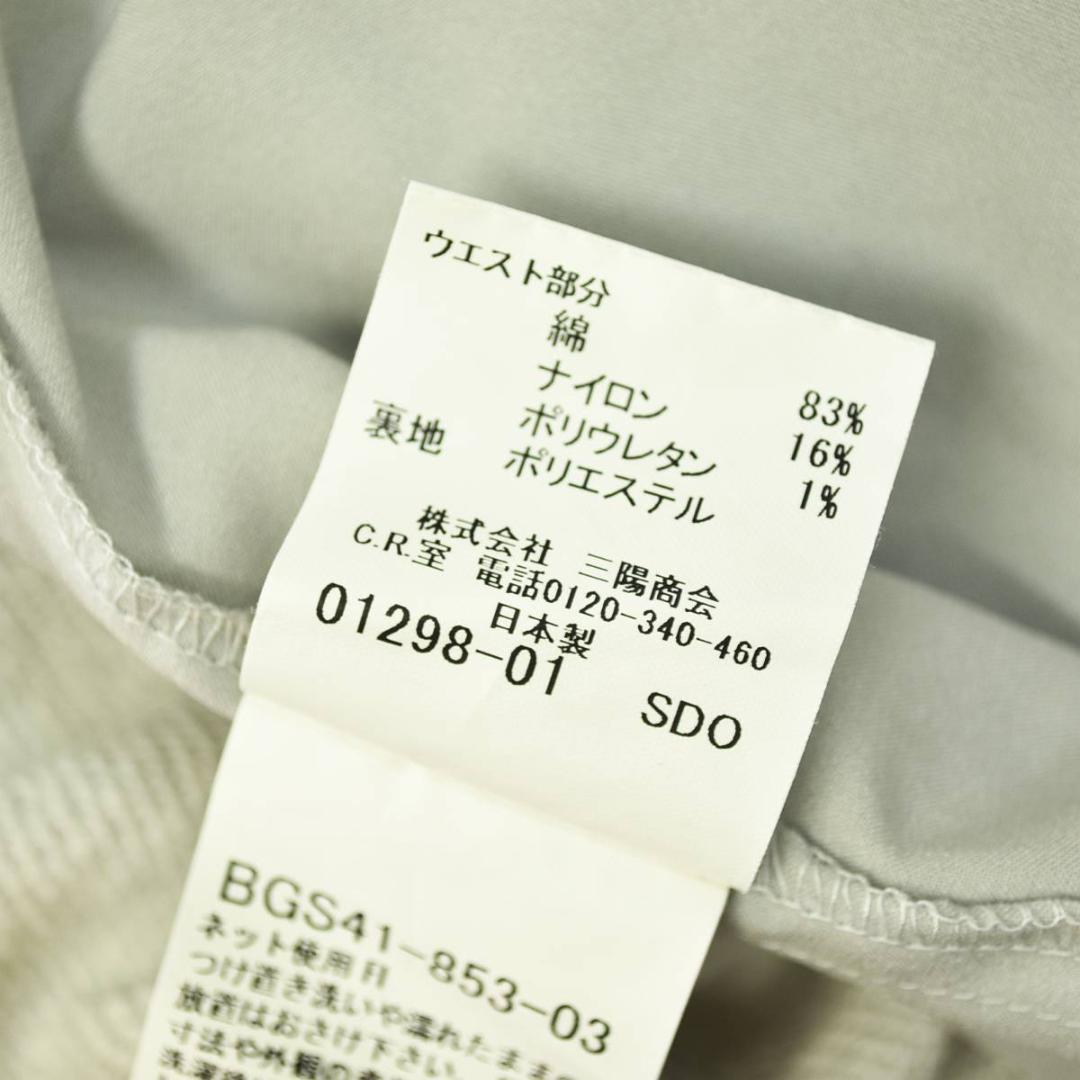 ウエスト部分
綿 83%
ナイロン 16%
ポリウレタン 1%
裏地 ポリエステル
株式会社 三陽商会
C.R.室 電話0120-340-460
日本製
01298-01 SDO
BGS41-853-03
ネット使用
つけ置き洗いや濡れたまま
放置はおさけ下さい。
寸法や外観の